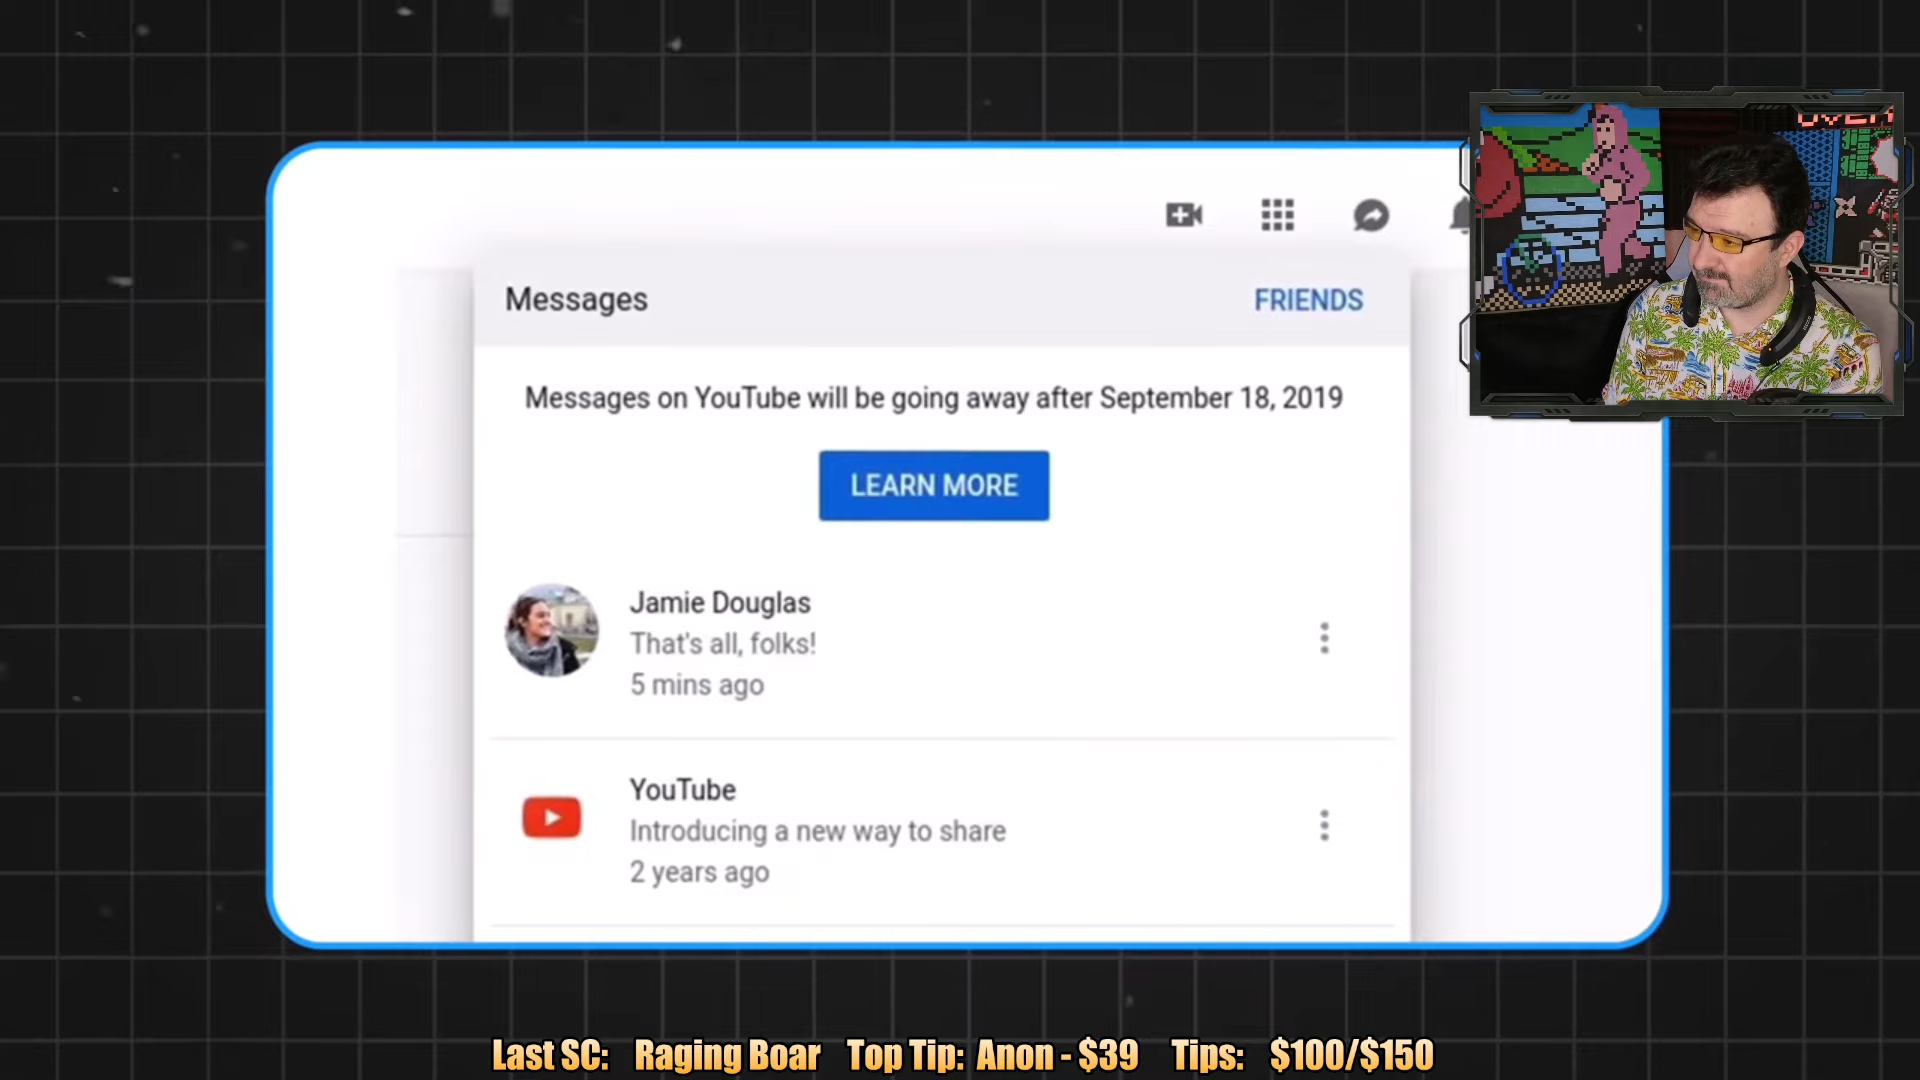 Messages
FRIENDS
Messages on YouTube will be going away after September 18, 2019
LEARN MORE
Jamie Douglas
That's all, folks!
5 mins ago
YouTube
Introducing a new way to share
2 years ago
Last SC: Raging Boar Top Tip: Anon - $39 Tips: $100/$150